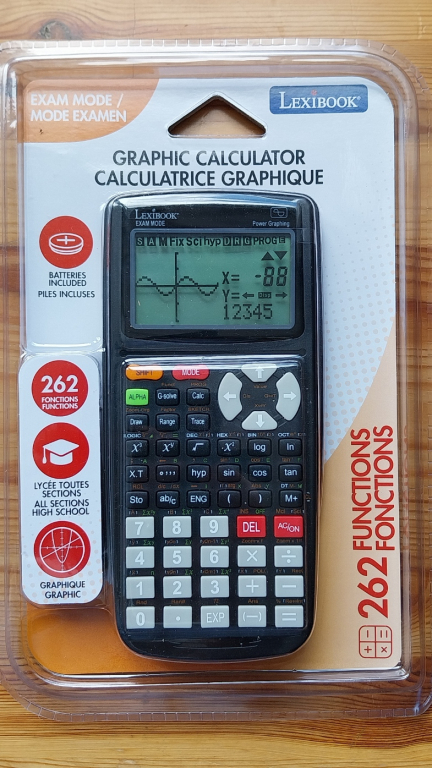 EXAM MODE /
MODE EXAMEN
LEXIBOOK
GRAPHIC CALCULATOR
CALCULATRICE GRAPHIQUE
LEXIBOOK
EXAM MODE
Power Graphing
S A M Fix Sci hyp D H G PROG
X= -88
Y=
12345
BATTERIES
INCLUDED
PILES INCLUSES
262
FONCTIONS
FUNCTIONS
LYCÉE TOUTES
SECTIONS
ALL SECTIONS
HIGH SCHOOL
GRAPHIQUE
GRAPHIC
SHIFT MODE
ALPHA G-solve Calc
Draw Range Trace
X³ √ X² log ln
X.T hyp sin cos tan
Sto ab/c ENG ( ) M+
7 8 9 DEL AC/ON
4 5 6 × ÷
1 2 3 + −
0 . EXP (−) =
262 FUNCTIONS
FONCTIONS